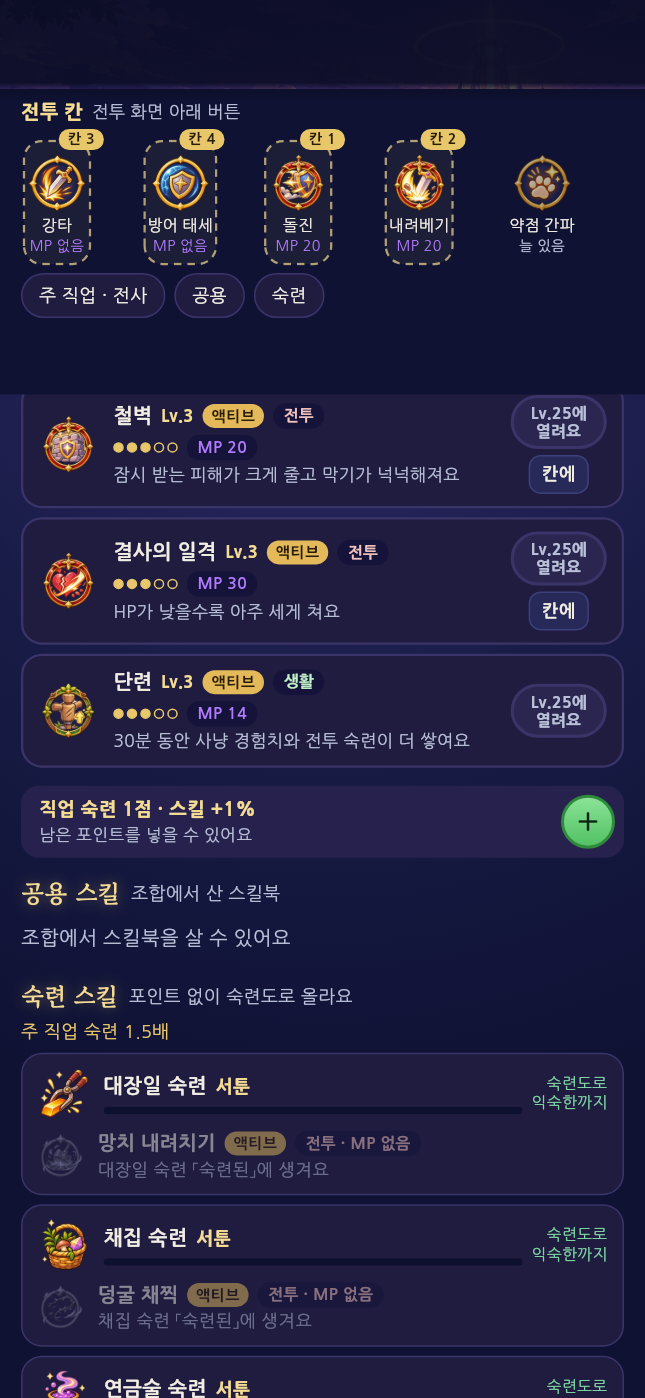 전투 칸 전투 화면 아래 버튼
칸 3 칸 4 칸 1 칸 2
강타 방어 태세 돌진 내려베기 약점 간파
MP 없음 MP 없음 MP 20 MP 20 늘 있음
주 직업 · 전사 공용 숙련
철벽 Lv.3 액티브 전투
MP 20
잠시 받는 피해가 크게 줄고 막기가 넉넉해져요
Lv.25에
열려요
칸에
결사의 일격 Lv.3 액티브 전투
MP 30
HP가 낮을수록 아주 세게 쳐요
Lv.25에
열려요
칸에
단련 Lv.3 액티브 생활
MP 14
30분 동안 사냥 경험치와 전투 숙련이 더 쌓여요
Lv.25에
열려요
직업 숙련 1점 · 스킬 +1%
남은 포인트를 넣을 수 있어요
+
공용 스킬 조합에서 산 스킬북
조합에서 스킬북을 살 수 있어요
숙련 스킬 포인트 없이 숙련도로 올라요
주 직업 숙련 1.5배
대장일 숙련 서툰
숙련도로
익숙한까지
망치 내려치기 액티브 전투 · MP 없음
대장일 숙련 「숙련된」에 생겨요
채집 숙련 서툰
숙련도로
익숙한까지
덩굴 채찍 액티브 전투 · MP 없음
채집 숙련 「숙련된」에 생겨요
연금술 숙련 서툰
숙련도로